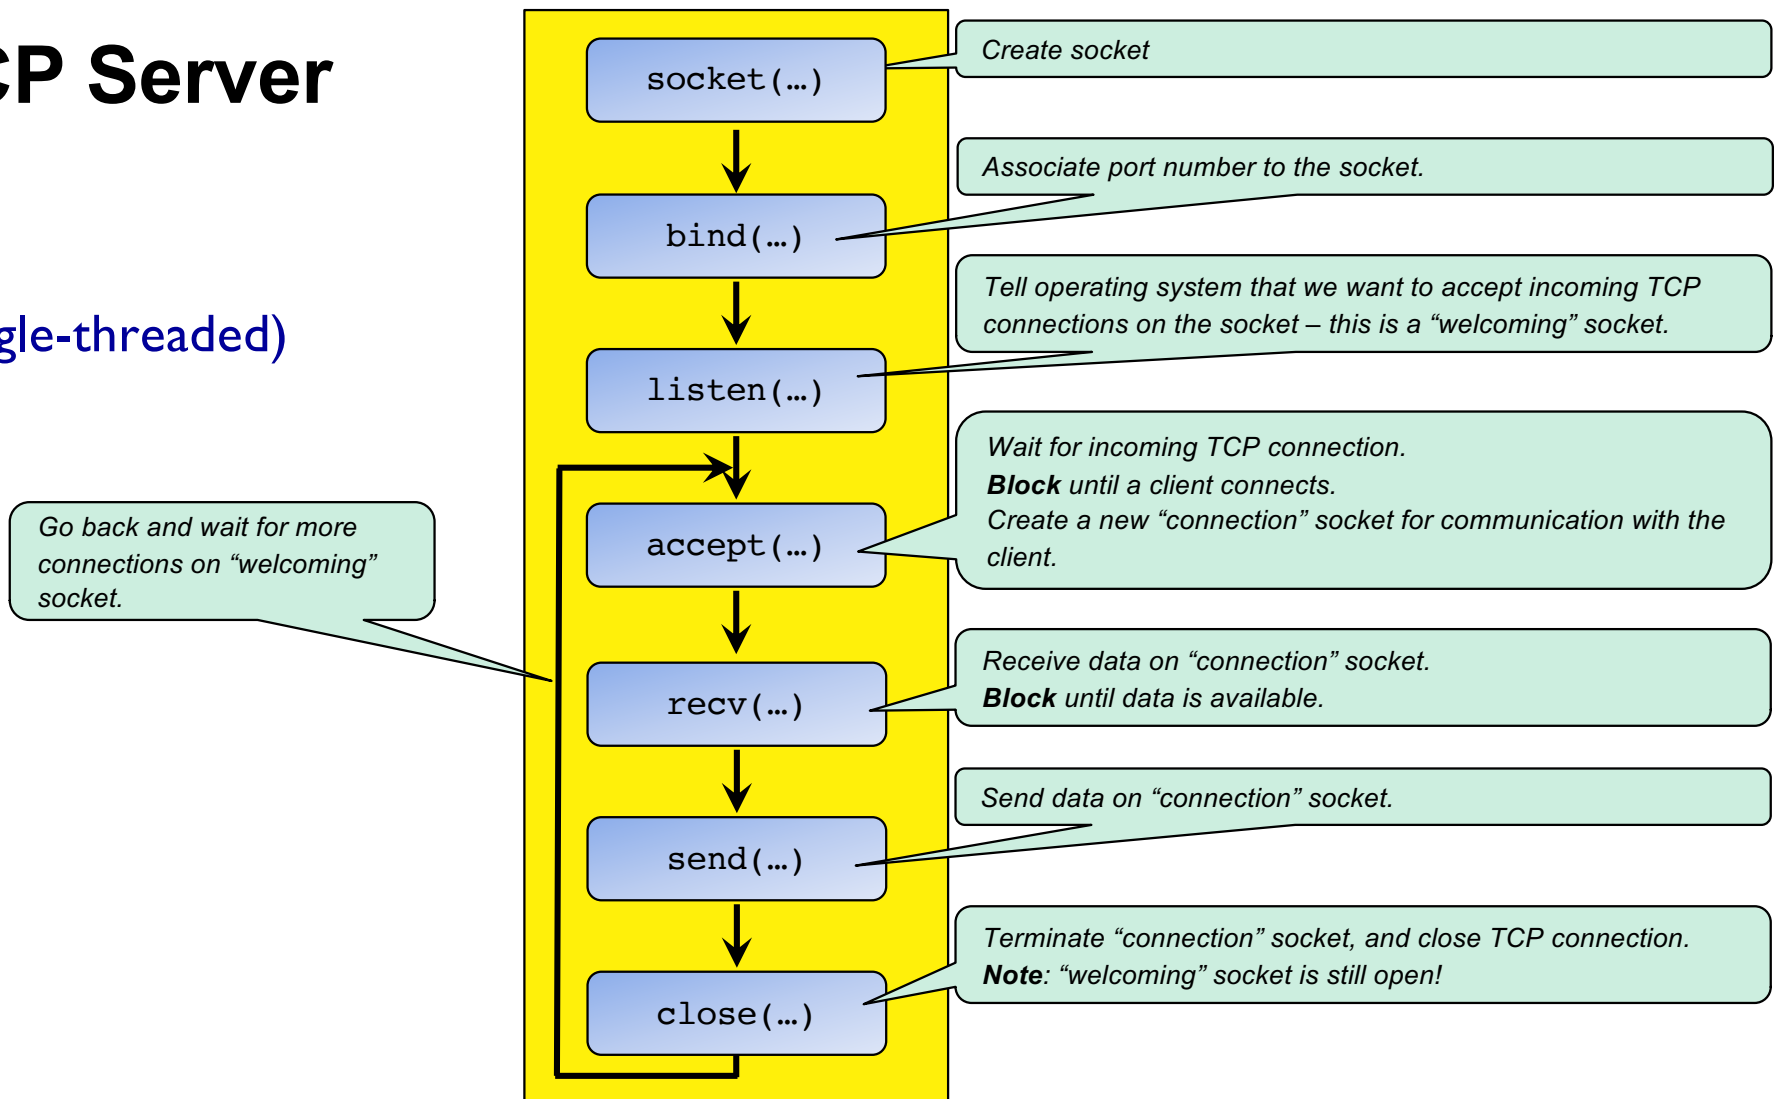 CP Server
gle-threaded)
socket(…)
Create socket
bind(…)
Associate port number to the socket.
listen(…)
Tell operating system that we want to accept incoming TCP
connections on the socket – this is a “welcoming” socket.
accept(…)
Wait for incoming TCP connection.
Block until a client connects.
Create a new “connection” socket for communication with the
client.
Go back and wait for more
connections on “welcoming”
socket.
recv(…)
Receive data on “connection” socket.
Block until data is available.
send(…)
Send data on “connection” socket.
close(…)
Terminate “connection” socket, and close TCP connection.
Note: “welcoming” socket is still open!